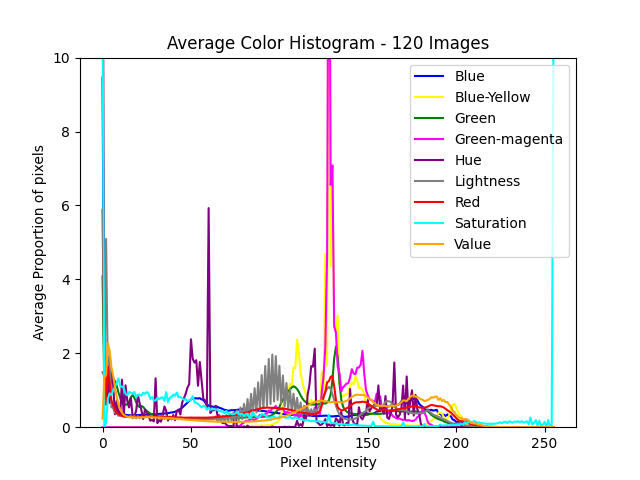 Average Color Histogram - 120 Images
Average Proportion of pixels
10
8
6
4
2
0
Blue
Blue-Yellow
Green
Green-magenta
Hue
Lightness
Red
Saturation
Value
0 50 100 150 200 250
Pixel Intensity